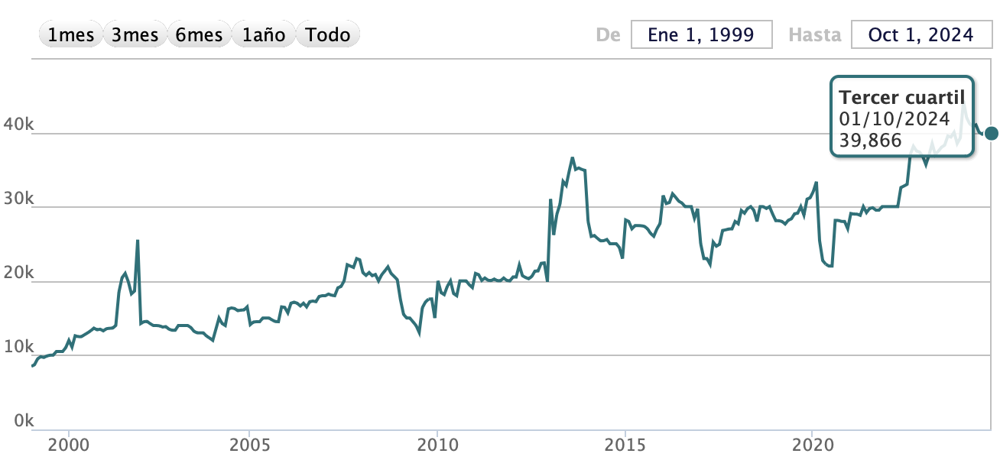 1mes 3mes 6mes 1año Todo De Ene 1, 1999 Hasta Oct 1, 2024
Tercer cuartil
01/10/2024
39,866
40k
30k
20k
10k
0k
2000 2005 2010 2015 2020